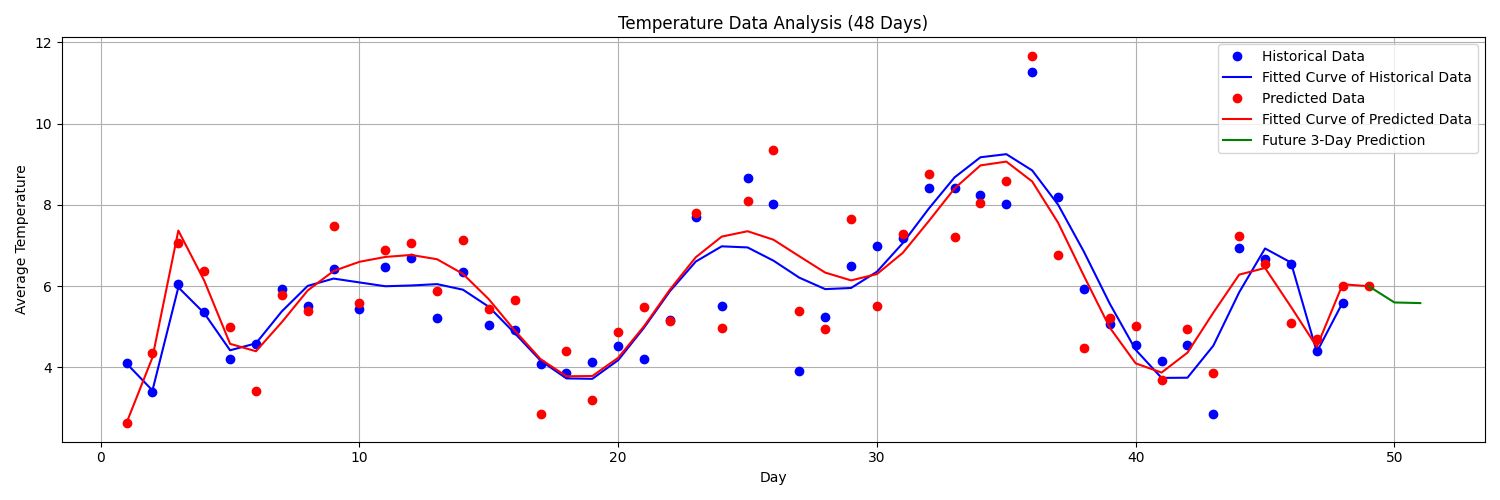 Temperature Data Analysis (48 Days)
12
10
8
6
4
Average Temperature
Historical Data
Fitted Curve of Historical Data
Predicted Data
Fitted Curve of Predicted Data
Future 3-Day Prediction
0
10
20
30
40
50
Day